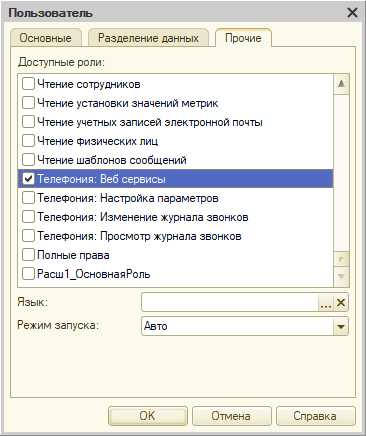 Пользователь
Основные Разделение данных Прочие
Доступные роли:
Чтение сотрудников
Чтение установки значений метрик
Чтение учетных записей электронной почты
Чтение физических лиц
Чтение шаблонов сообщений
Телефония: Веб сервисы
Телефония: Настройка параметров
Телефония: Изменение журнала звонков
Телефония: Просмотр журнала звонков
Полные права
Расш1_ОсновнаяРоль
Язык: ...
Режим запуска: Авто
OK Отмена Справка